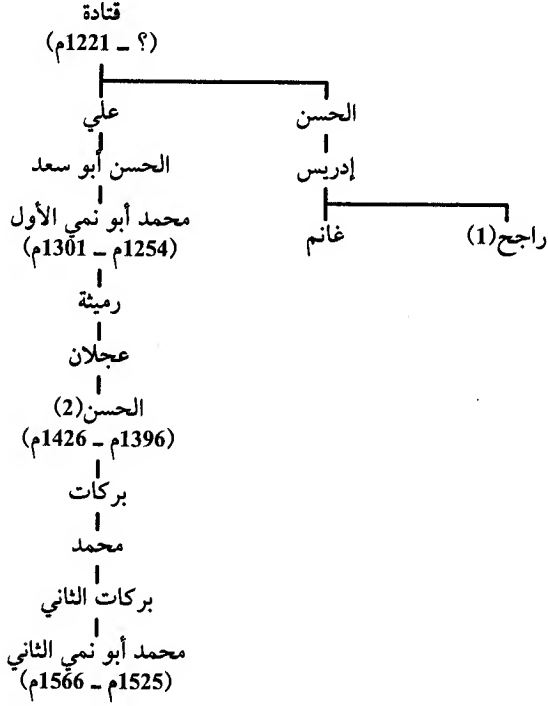 قتادة
(؟ ـ 1221م)
الحسن
علي
إدريس
الحسن أبو سعد
راجح(1)
غانم
محمد أبو نمي الأول
(1254م ـ 1301م)
رميثة
عجلان
الحسن(2)
(1396م ـ 1426م)
بركات
محمد
بركات الثاني
محمد أبو نمي الثاني
(1525م ـ 1566م)